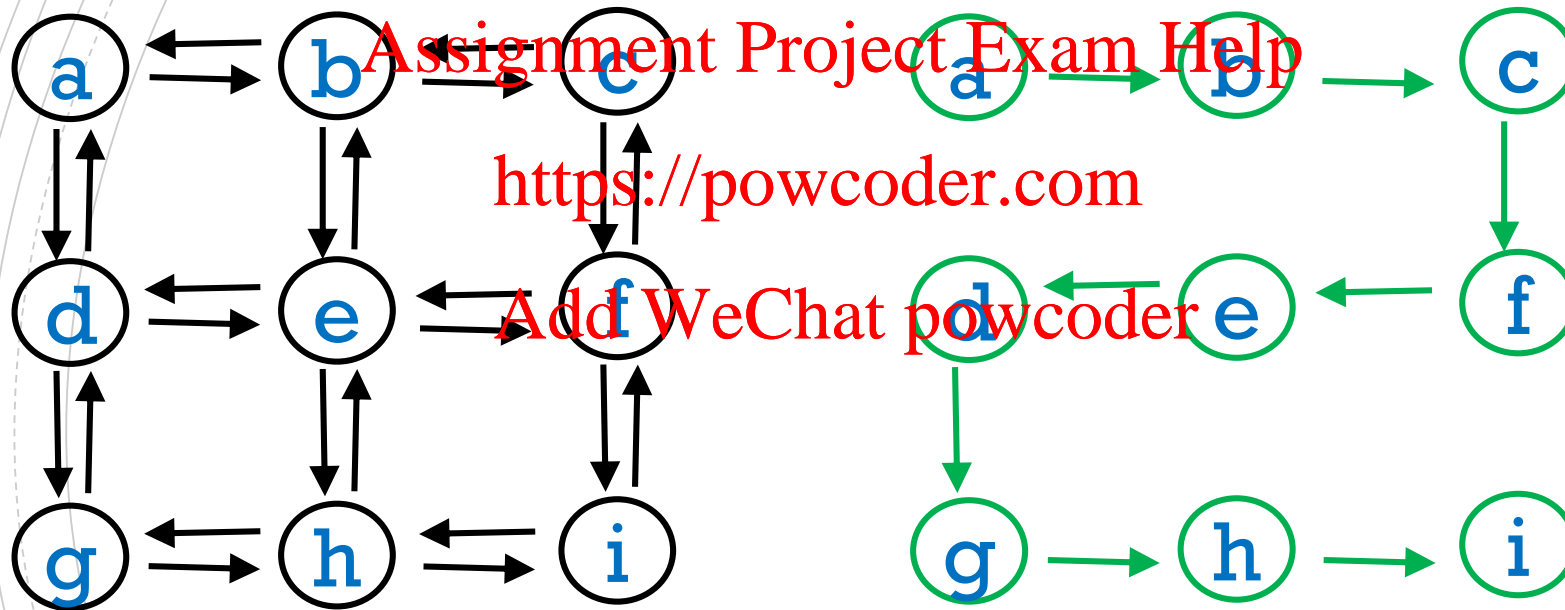 a b c a b c
Assignment Project Exam Help
https://powcoder.com
d e f d e f
Add WeChat powcoder
g h i g h i